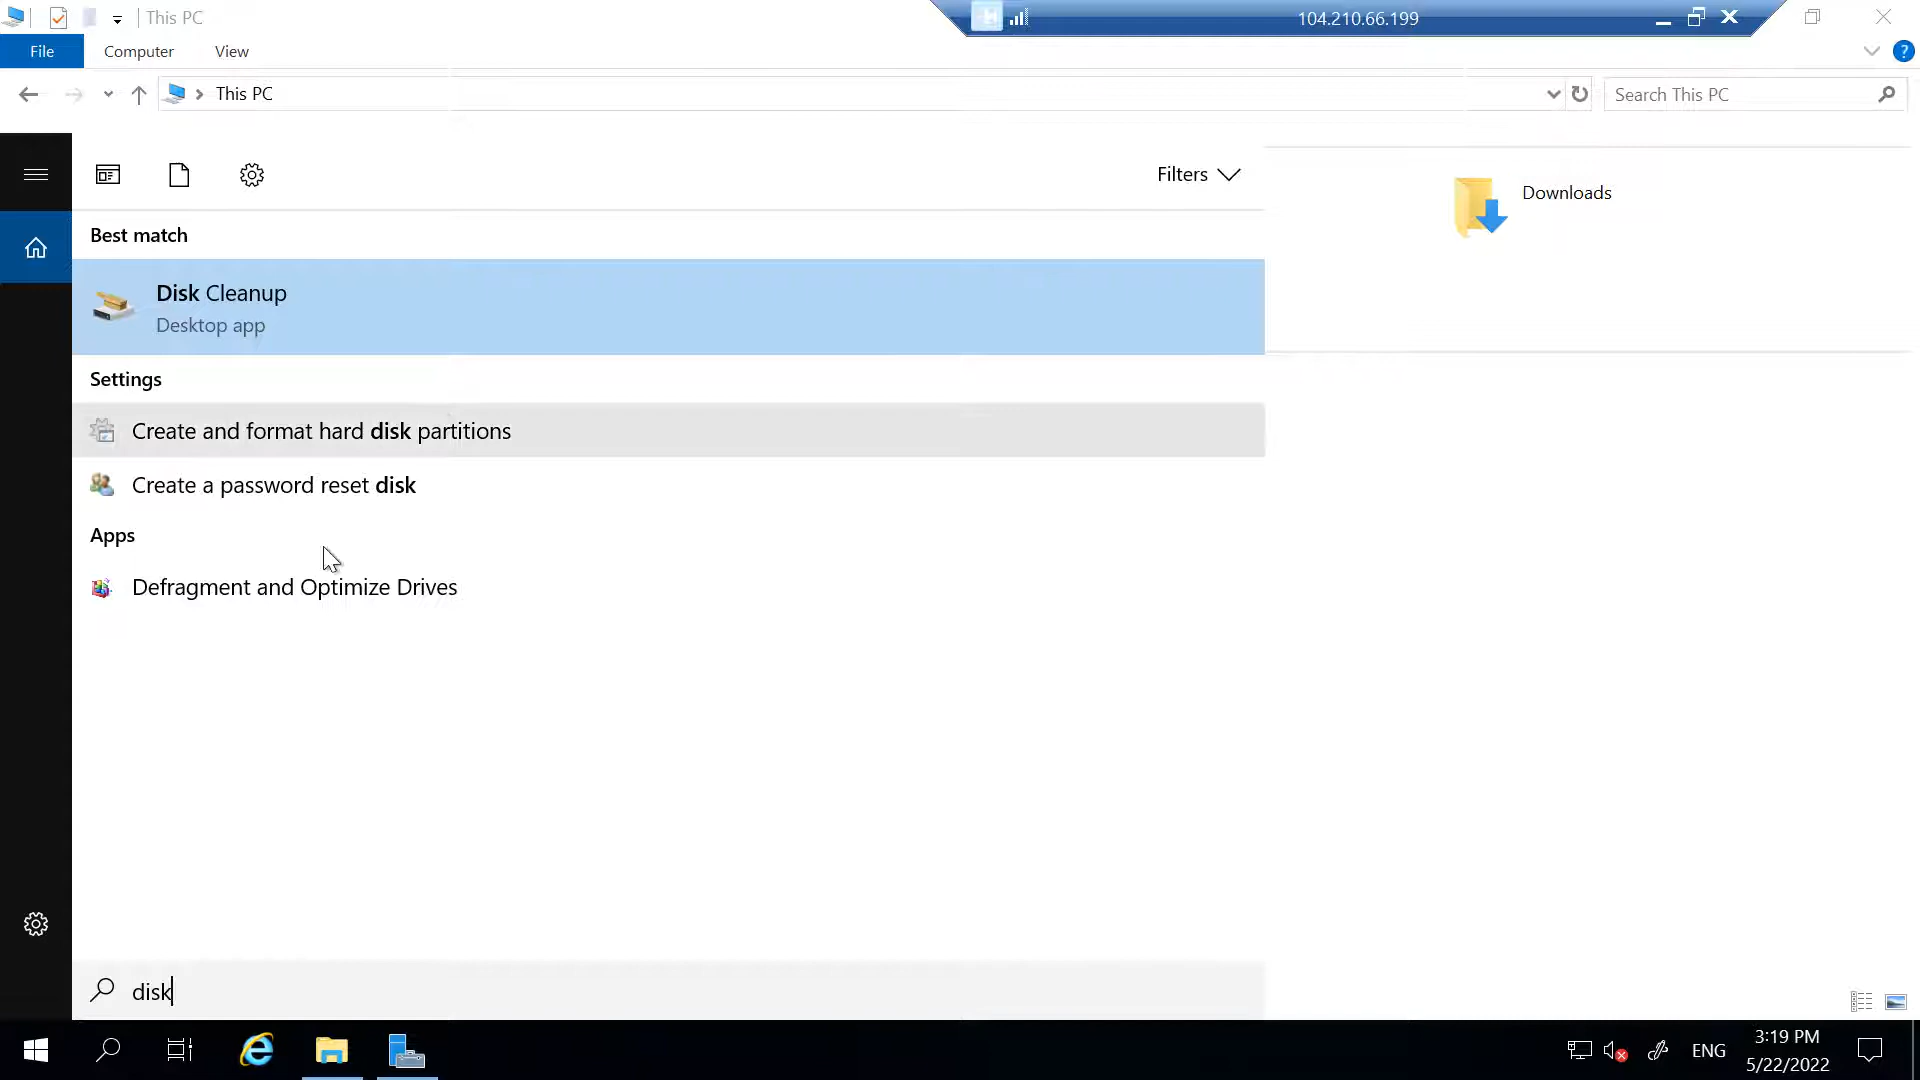 This PC
104.210.66.199
File
Computer
View
?
This PC
Search This PC
Filters
Downloads
Best match
Disk Cleanup
Desktop app
Settings
Create and format hard disk partitions
Create a password reset disk
Apps
Defragment and Optimize Drives
disk
ENG
3:19 PM
5/22/2022